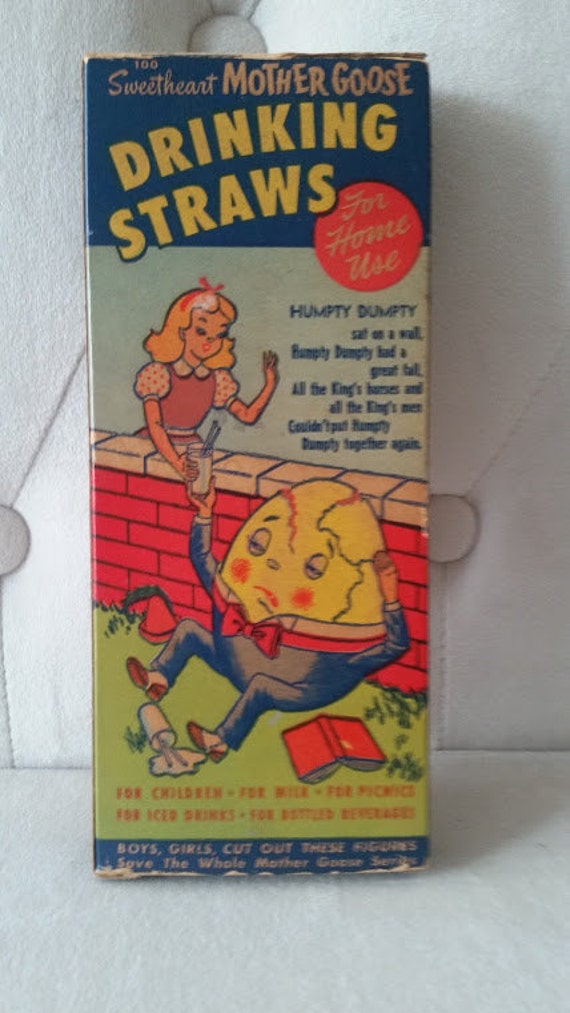 100
Sweetheart MOTHER GOOSE
DRINKING
STRAWS
For
Home
Use
HUMPTY DUMPTY
sat on a wall,
Humpty Dumpty had a
great fall,
All the King's horses and
all the King's men
Couldn't put Humpty
Dumpty together again.
FOR CHILDREN • FOR MILK • FOR PICNICS
FOR ICED DRINKS • FOR BOTTLED BEVERAGES
BOYS, GIRLS, CUT OUT THESE FIGURES
Save The Whole Mother Goose Series